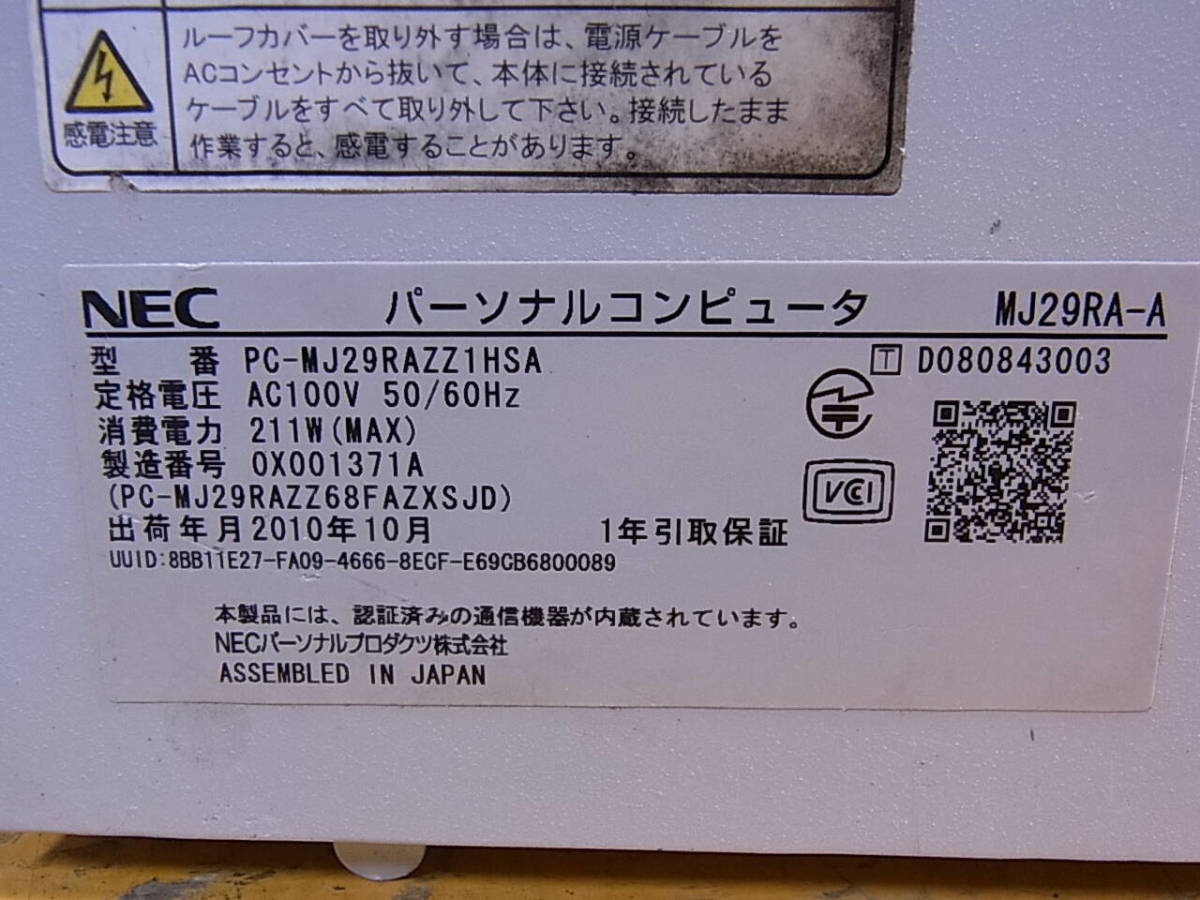 ルーフカバーを取り外す場合は、電源ケーブルを
ACコンセントから抜いて、本体に接続されている
ケーブルをすべて取り外して下さい。接続したまま
作業すると、感電することがあります。
感電注意
NEC パーソナルコンピュータ MJ29RA-A
型 番 PC-MJ29RAZZ1HSA
T D080843003
定格電圧 AC100V 50/60Hz
消費電力 211W(MAX)
製造番号 0X001371A
(PC-MJ29RAZZ68FAZXSJD)
VCI
出荷年月 2010年10月 1年引取保証
UUID:8BB11E27-FA09-4666-8ECF-E69CB6800089
本製品には、認証済みの通信機器が内蔵されています。
NECパーソナルプロダクツ株式会社
ASSEMBLED IN JAPAN